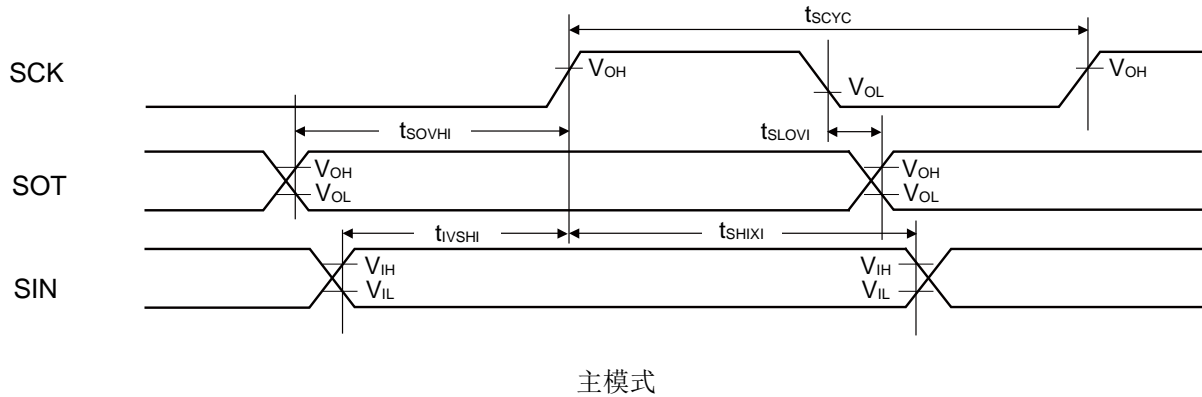 tSCYC
SCK
VOH
VOL
VOH
tSOVHI
tSLOVI
SOT
VOH
VOL
VOH
VOL
tIVSHI
tSHIXI
SIN
VIH
VIL
VIH
VIL
主模式